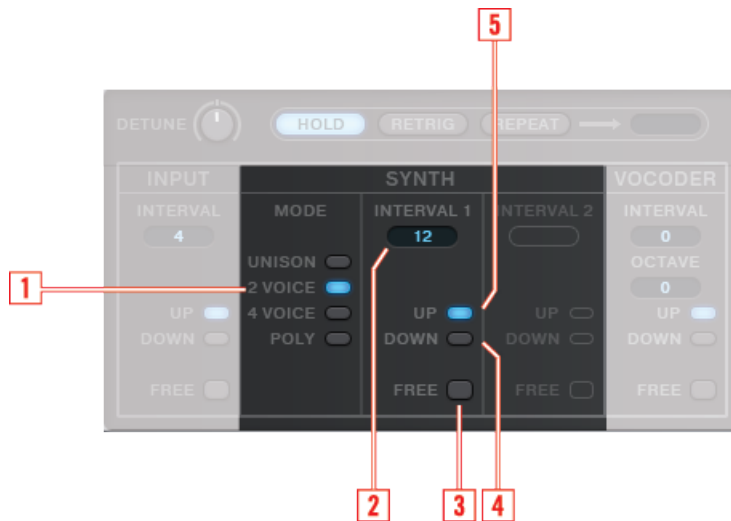 5
DETUNE HOLD RETRIG REPEAT
INPUT SYNTH VOCODER
INTERVAL MODE INTERVAL 1 INTERVAL 2 INTERVAL
4 12 0
UNISON OCTAVE
1 2 VOICE 0
UP 4 VOICE UP UP UP
DOWN POLY DOWN DOWN DOWN
FREE FREE FREE FREE
2 3 4